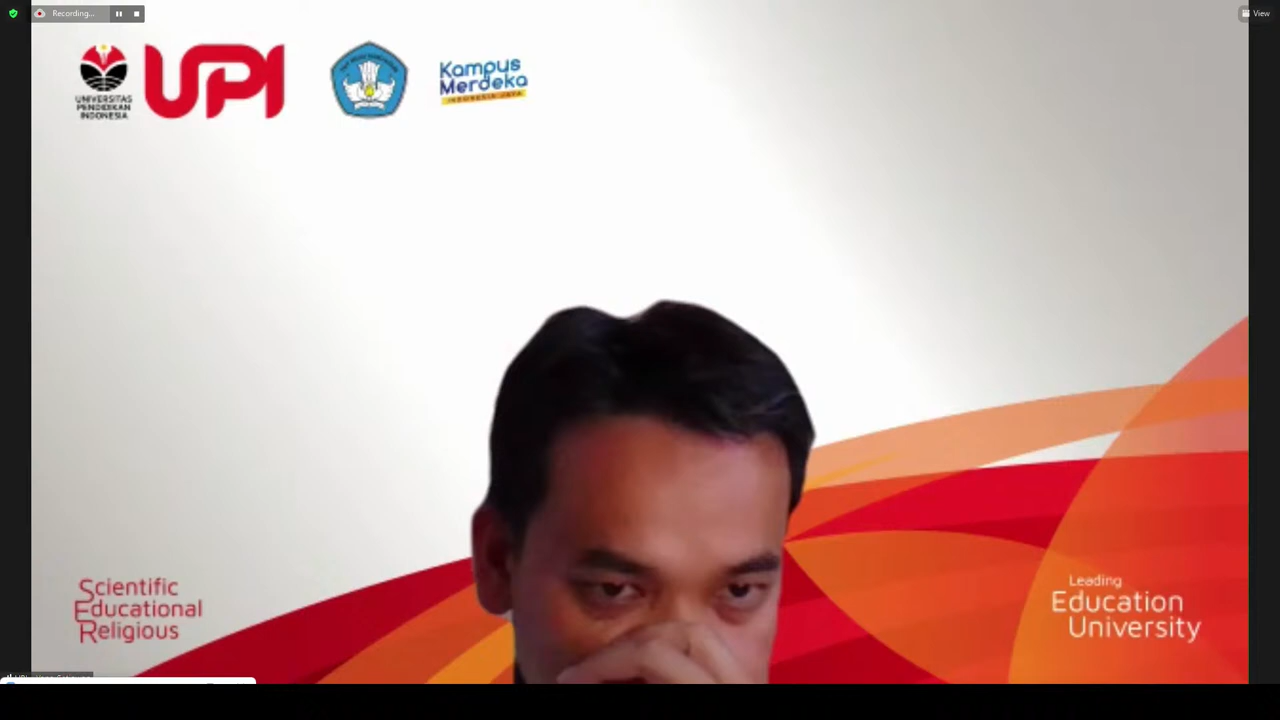 Recording...
View
UNIVERSITAS
PENDIDIKAN
INDONESIA
UPI
Kampus
Merdeka
INDONESIA JAYA
Scientific
Educational
Religious
Leading
Education
University